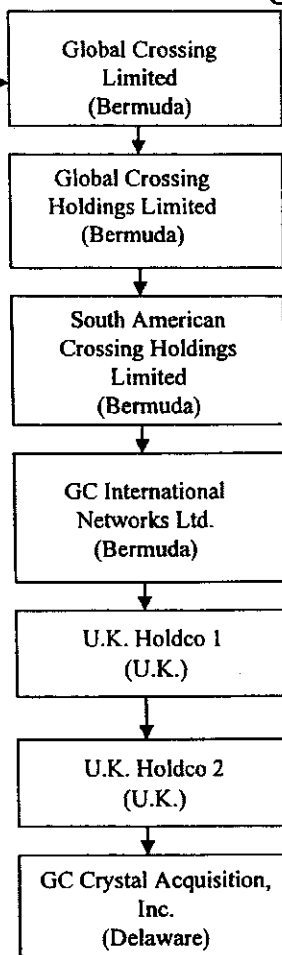 Global Crossing
Limited
(Bermuda)
Global Crossing
Holdings Limited
(Bermuda)
South American
Crossing Holdings
Limited
(Bermuda)
GC International
Networks Ltd.
(Bermuda)
U.K. Holdco 1
(U.K.)
U.K. Holdco 2
(U.K.)
GC Crystal Acquisition,
Inc.
(Delaware)